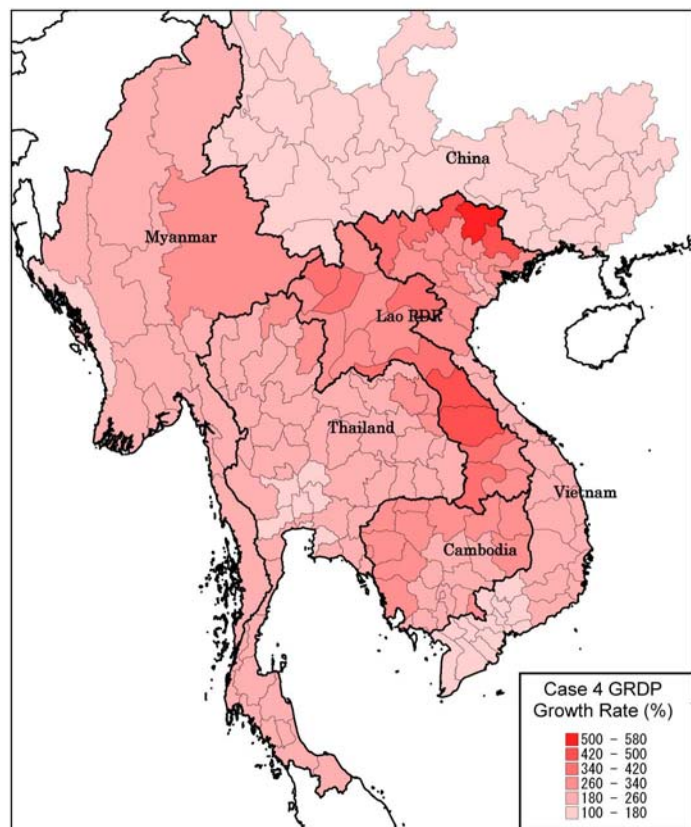 China
Myanmar
Lao PDR
Thailand
Vietnam
Cambodia
Case 4 GRDP
Growth Rate (%)
500 - 580
420 - 500
340 - 420
260 - 340
180 - 260
100 - 180